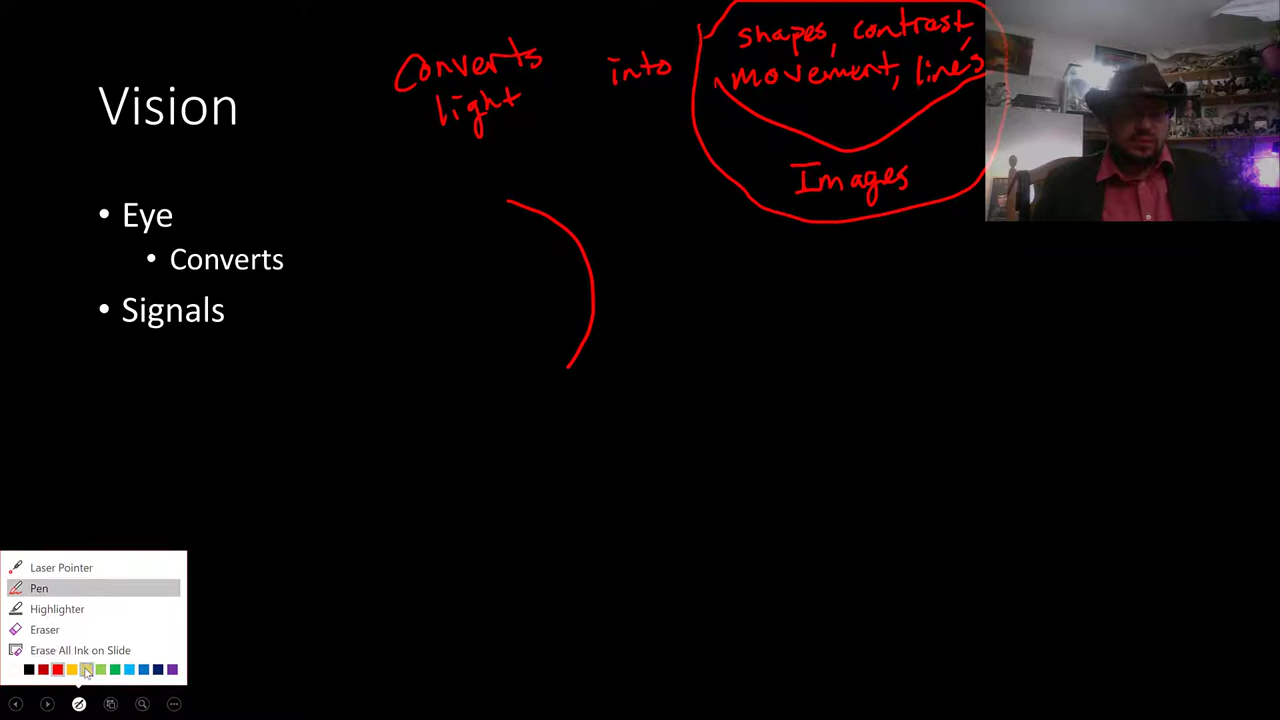 Converts
light
into
shapes, contrast,
movement, lines
Images
Vision
• Eye
• Converts
• Signals
Laser Pointer
Pen
Highlighter
Eraser
Erase All Ink on Slide